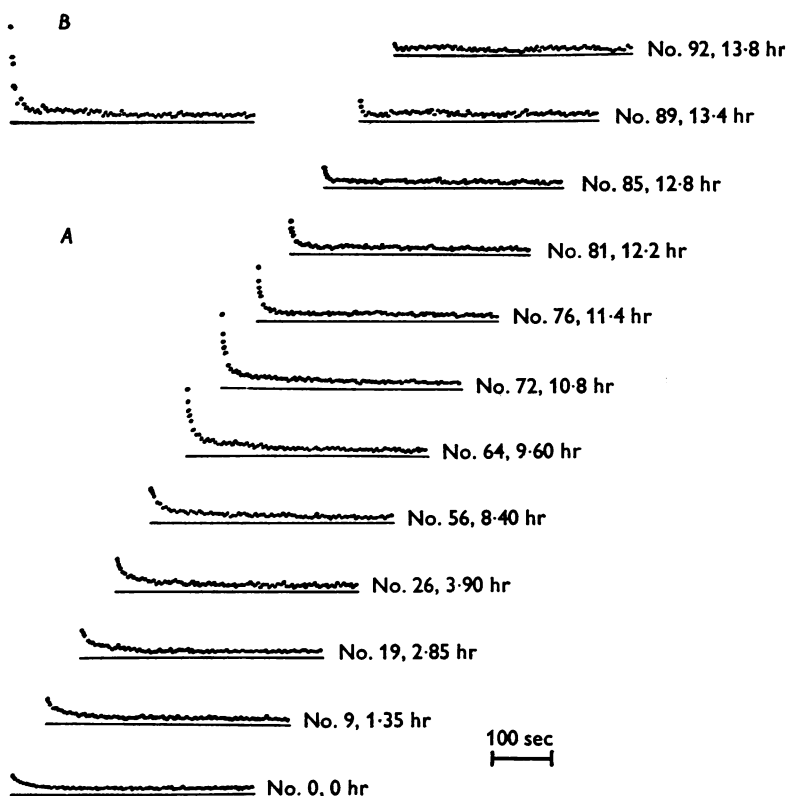 B
No. 92, 13·8 hr
No. 89, 13·4 hr
No. 85, 12·8 hr
A
No. 81, 12·2 hr
No. 76, 11·4 hr
No. 72, 10·8 hr
No. 64, 9·60 hr
No. 56, 8·40 hr
No. 26, 3·90 hr
No. 19, 2·85 hr
No. 9, 1·35 hr
100 sec
No. 0, 0 hr